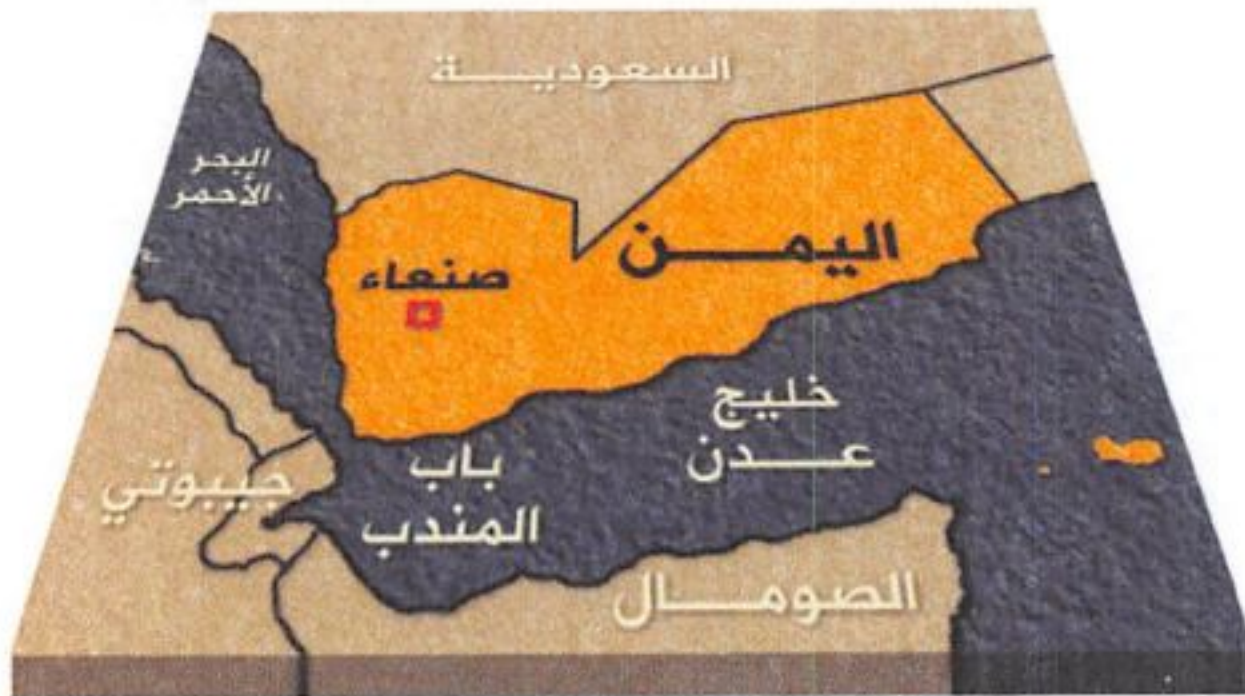 السعودية
البحر
الأحمر
اليمن
صنعاء
خليج
عدن
باب
المندب
جيبوتي
الصومال